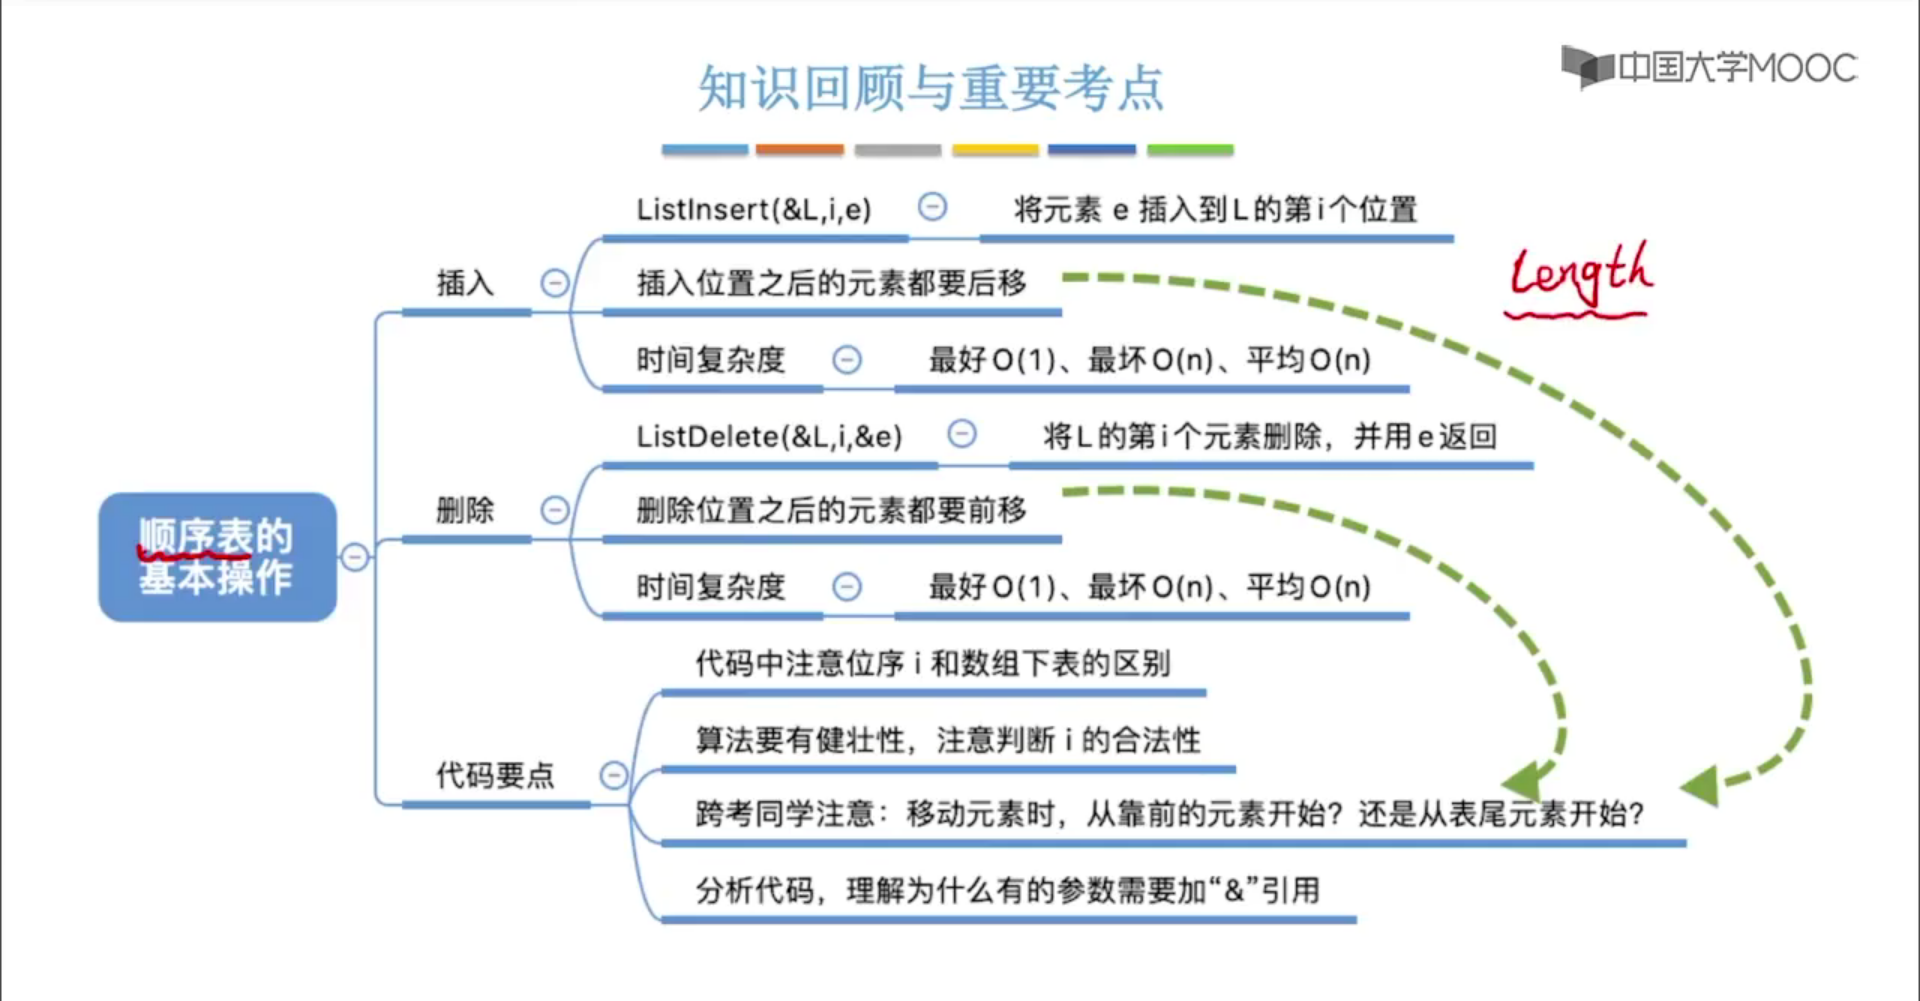 中国大学MOOC
知识回顾与重要考点
ListInsert(&L,i,e)
将元素 e 插入到L的第i个位置
Length
插入
插入位置之后的元素都要后移
时间复杂度
最好O(1)、最坏O(n)、平均O(n)
ListDelete(&L,i,&e)
将L的第i个元素删除，并用e返回
删除
删除位置之后的元素都要前移
时间复杂度
最好O(1)、最坏O(n)、平均O(n)
顺序表的
基本操作
代码中注意位序 i 和数组下表的区别
算法要有健壮性，注意判断 i 的合法性
代码要点
跨考同学注意：移动元素时，从靠前的元素开始？还是从表尾元素开始？
分析代码，理解为什么有的参数需要加“&”引用